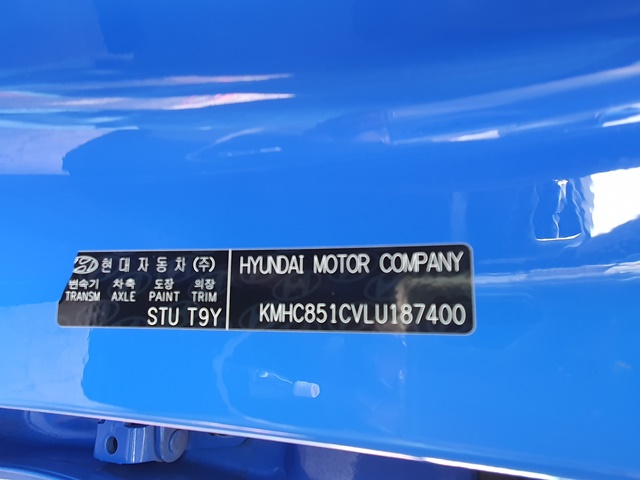 현대자동차(주)
변속기 차축 도장 의장
TRANSM AXLE PAINT TRIM
STU T9Y
HYUNDAI MOTOR COMPANY
KMHC851CVLU187400